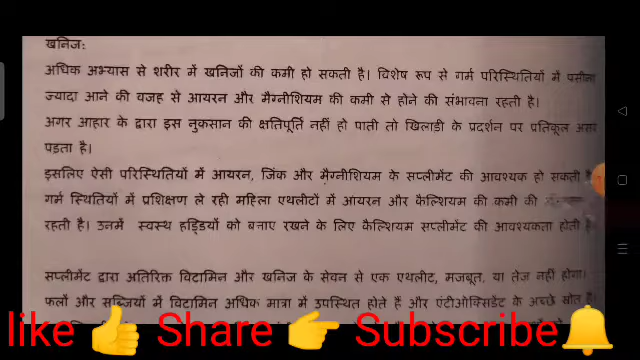 खनिज:
अधिक अभ्यास से शरीर में खनिजों की कमी हो सकती है। विशेष रूप से गर्म परिस्थितियों में पसीना
ज्यादा आने की वजह से आयरन और मैग्नीशियम की कमी से होने की संभावना रहती है।
अगर आहार के द्वारा इस नुकसान की क्षतिपूर्ति नहीं हो पाती तो खिलाडी के प्रदर्शन पर प्रतिकूल असर
पडता है।
इसलिए ऐसी परिस्थितियों में आयरन, जिंक और मैग्नीशियम के सप्लीमेंट की आवश्यक हो सकती है
गर्म स्थितियों में प्रशिक्षण ले रही महिला एथलीटों में आयरन और कैल्शियम की कमी की
रहती है। उनमें स्वस्थ हड्डियों को बनाए रखने के लिए कैल्शियम सप्लीमेंट की आवश्यकता होती है
सप्लीमेंट द्वारा अतिरिक्त विटामिन और खनिज के सेवन से एक एथलीट, मजबूत, या तेज नहीं होगा।
फलों और सब्जियों में विटामिन अधिक मात्रा में उपस्थित होते हैं और एंटीओक्सिडेंट के अच्छे स्रोत हैं।
like 👍 Share 👉 Subscribe🔔